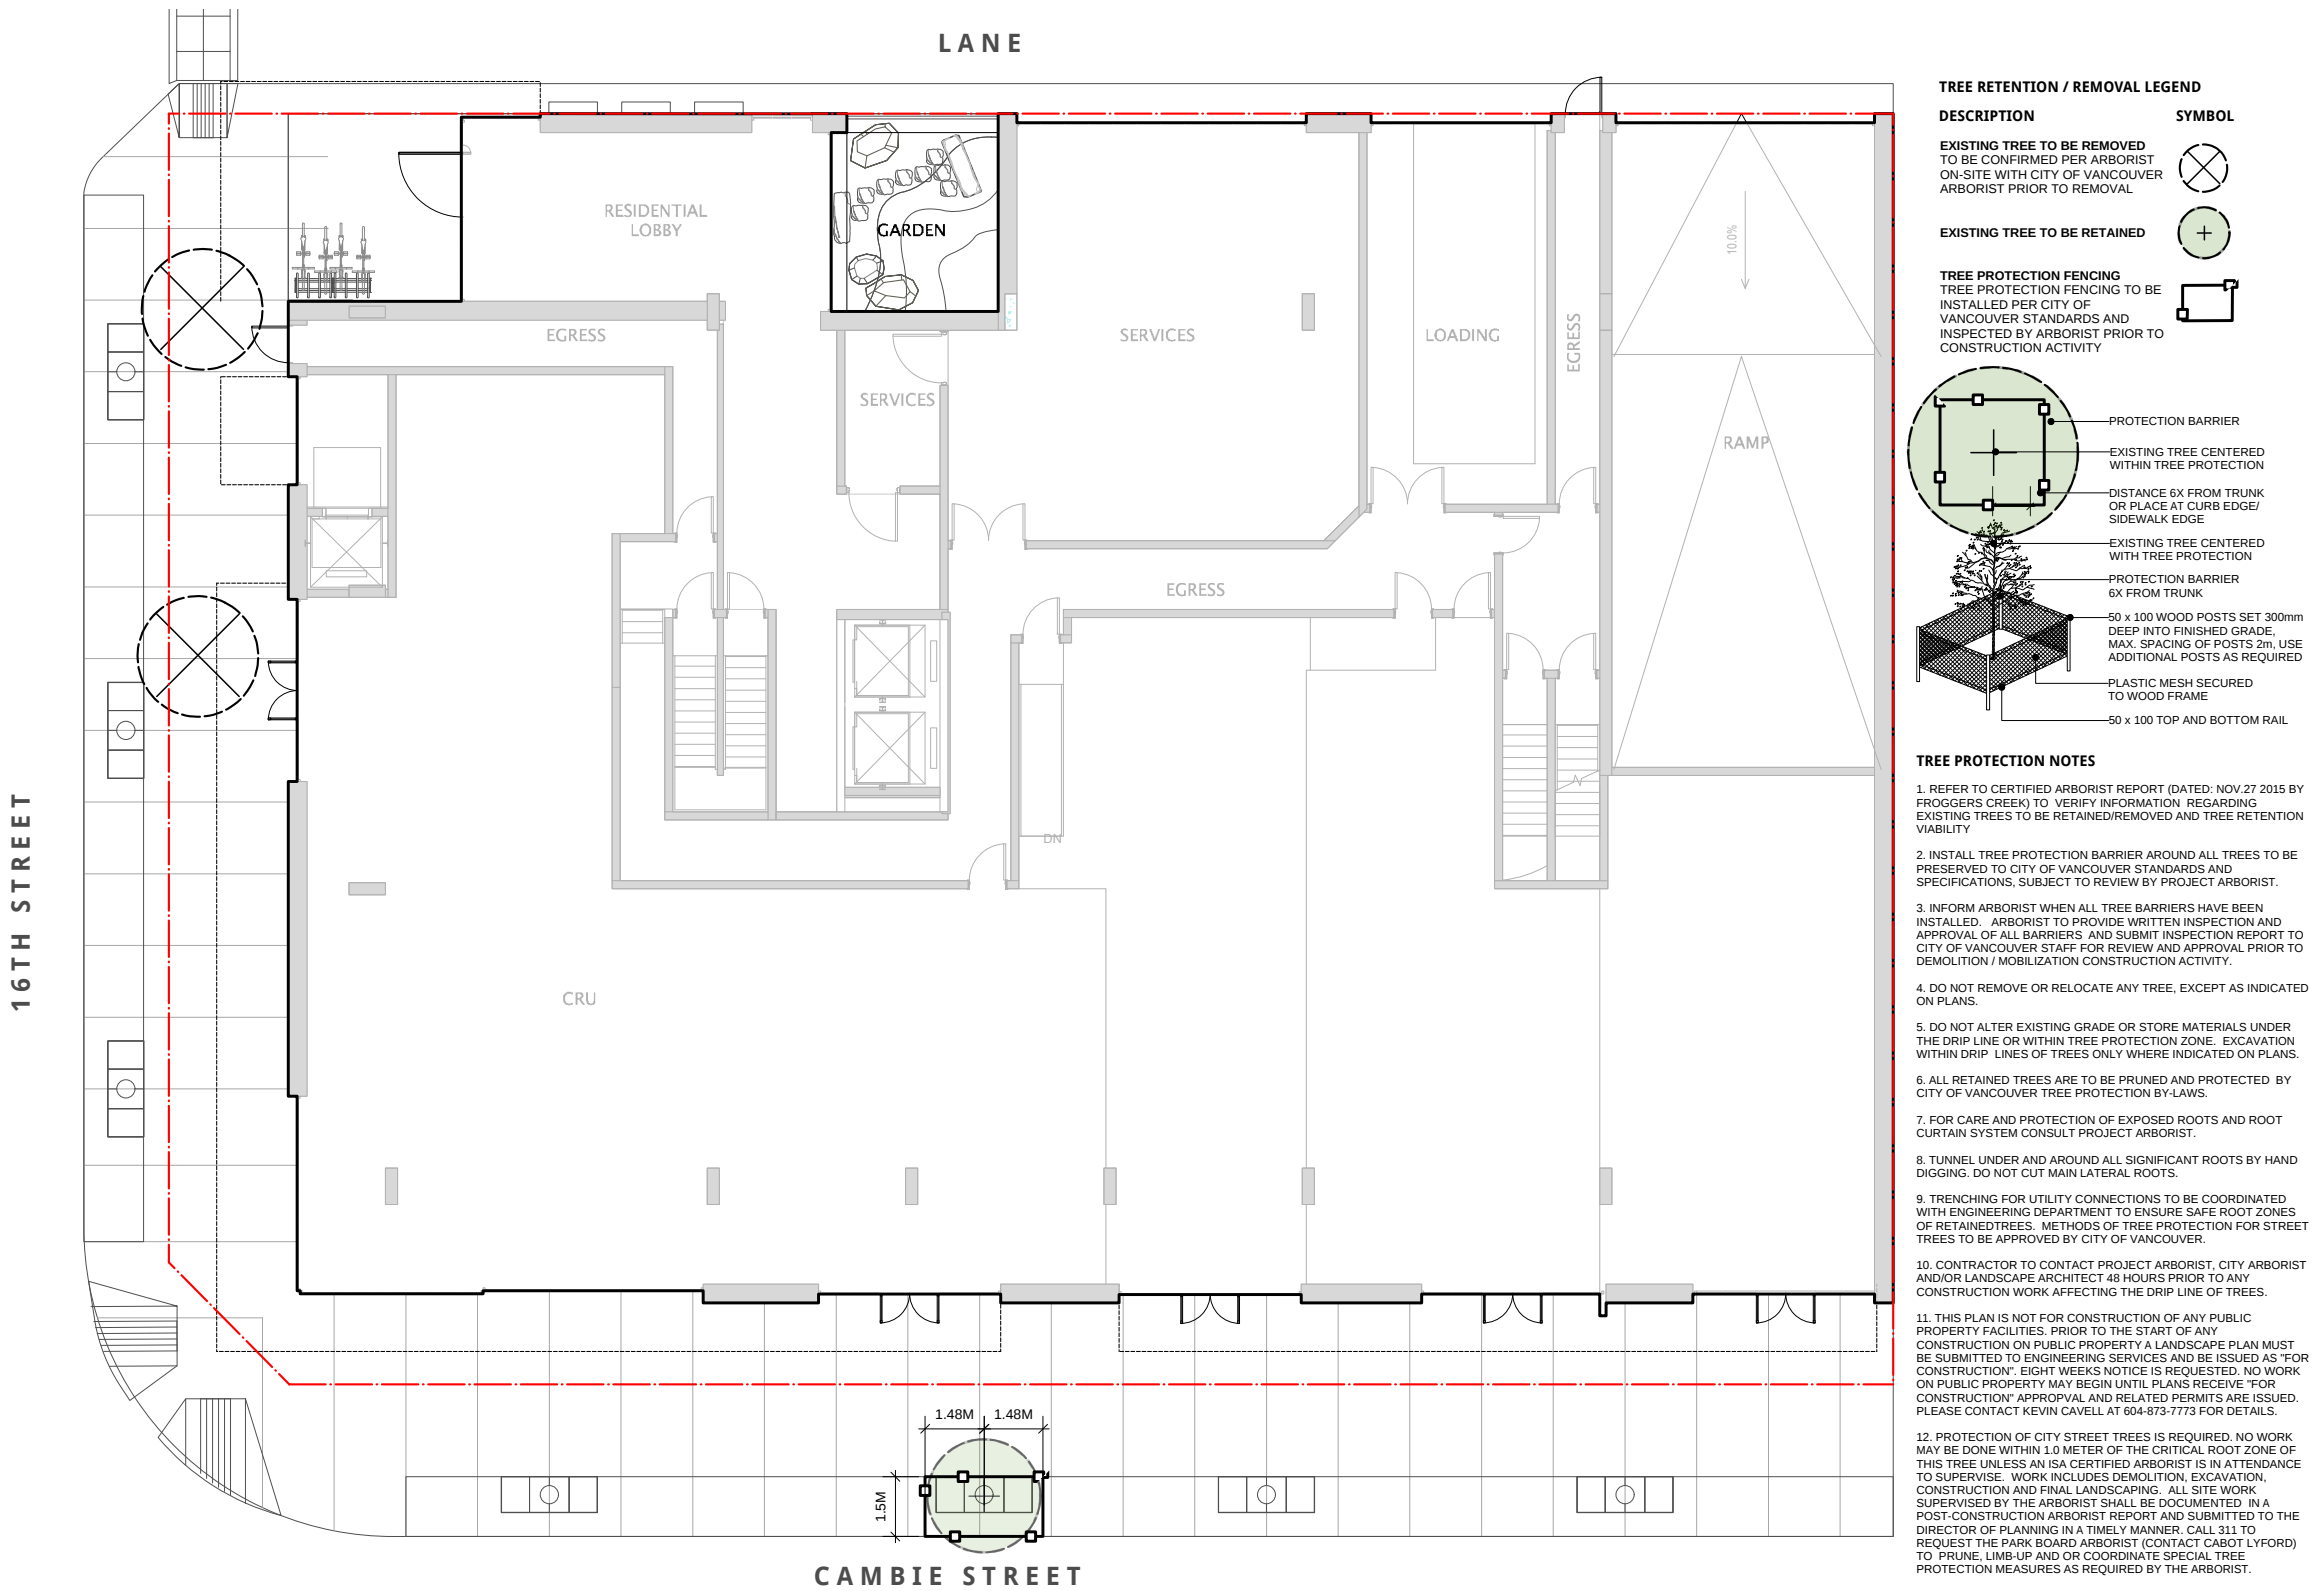 LANE
RESIDENTIAL
LOBBY
GARDEN
10.0%
EGRESS
SERVICES
LOADING
EGRESS
SERVICES
RAMP
EGRESS
DN
CRU
16TH STREET
1.48M
1.48M
1.5M
CAMBIE STREET
TREE RETENTION / REMOVAL LEGEND
DESCRIPTION SYMBOL
EXISTING TREE TO BE REMOVED
TO BE CONFIRMED PER ARBORIST
ON-SITE WITH CITY OF VANCOUVER
ARBORIST PRIOR TO REMOVAL
EXISTING TREE TO BE RETAINED
TREE PROTECTION FENCING
TREE PROTECTION FENCING TO BE
INSTALLED PER CITY OF
VANCOUVER STANDARDS AND
INSPECTED BY ARBORIST PRIOR TO
CONSTRUCTION ACTIVITY
PROTECTION BARRIER
EXISTING TREE CENTERED
WITHIN TREE PROTECTION
DISTANCE 6X FROM TRUNK
OR PLACE AT CURB EDGE/
SIDEWALK EDGE
EXISTING TREE CENTERED
WITH TREE PROTECTION
PROTECTION BARRIER
6X FROM TRUNK
50 x 100 WOOD POSTS SET 300mm
DEEP INTO FINISHED GRADE,
MAX. SPACING OF POSTS 2m, USE
ADDITIONAL POSTS AS REQUIRED
PLASTIC MESH SECURED
TO WOOD FRAME
50 x 100 TOP AND BOTTOM RAIL
TREE PROTECTION NOTES
1. REFER TO CERTIFIED ARBORIST REPORT (DATED: NOV.27 2015 BY
FROGGERS CREEK) TO VERIFY INFORMATION REGARDING
EXISTING TREES TO BE RETAINED/REMOVED AND TREE RETENTION
VIABILITY
2. INSTALL TREE PROTECTION BARRIER AROUND ALL TREES TO BE
PRESERVED TO CITY OF VANCOUVER STANDARDS AND
SPECIFICATIONS, SUBJECT TO REVIEW BY PROJECT ARBORIST.
3. INFORM ARBORIST WHEN ALL TREE BARRIERS HAVE BEEN
INSTALLED. ARBORIST TO PROVIDE WRITTEN INSPECTION AND
APPROVAL OF ALL BARRIERS AND SUBMIT INSPECTION REPORT TO
CITY OF VANCOUVER STAFF FOR REVIEW AND APPROVAL PRIOR TO
DEMOLITION / MOBILIZATION CONSTRUCTION ACTIVITY.
4. DO NOT REMOVE OR RELOCATE ANY TREE, EXCEPT AS INDICATED
ON PLANS.
5. DO NOT ALTER EXISTING GRADE OR STORE MATERIALS UNDER
THE DRIP LINE OR WITHIN TREE PROTECTION ZONE. EXCAVATION
WITHIN DRIP LINES OF TREES ONLY WHERE INDICATED ON PLANS.
6. ALL RETAINED TREES ARE TO BE PRUNED AND PROTECTED BY
CITY OF VANCOUVER TREE PROTECTION BY-LAWS.
7. FOR CARE AND PROTECTION OF EXPOSED ROOTS AND ROOT
CURTAIN SYSTEM CONSULT PROJECT ARBORIST.
8. TUNNEL UNDER AND AROUND ALL SIGNIFICANT ROOTS BY HAND
DIGGING. DO NOT CUT MAIN LATERAL ROOTS.
9. TRENCHING FOR UTILITY CONNECTIONS TO BE COORDINATED
WITH ENGINEERING DEPARTMENT TO ENSURE SAFE ROOT ZONES
OF RETAINEDTREES. METHODS OF TREE PROTECTION FOR STREET
TREES TO BE APPROVED BY CITY OF VANCOUVER.
10. CONTRACTOR TO CONTACT PROJECT ARBORIST, CITY ARBORIST
AND/OR LANDSCAPE ARCHITECT 48 HOURS PRIOR TO ANY
CONSTRUCTION WORK AFFECTING THE DRIP LINE OF TREES.
11. THIS PLAN IS NOT FOR CONSTRUCTION OF ANY PUBLIC
PROPERTY FACILITIES. PRIOR TO THE START OF ANY
CONSTRUCTION ON PUBLIC PROPERTY A LANDSCAPE PLAN MUST
BE SUBMITTED TO ENGINEERING SERVICES AND BE ISSUED AS "FOR
CONSTRUCTION". EIGHT WEEKS NOTICE IS REQUESTED. NO WORK
ON PUBLIC PROPERTY MAY BEGIN UNTIL PLANS RECEIVE "FOR
CONSTRUCTION" APPROPVAL AND RELATED PERMITS ARE ISSUED.
PLEASE CONTACT KEVIN CAVELL AT 604-873-7773 FOR DETAILS.
12. PROTECTION OF CITY STREET TREES IS REQUIRED. NO WORK
MAY BE DONE WITHIN 1.0 METER OF THE CRITICAL ROOT ZONE OF
THIS TREE UNLESS AN ISA CERTIFIED ARBORIST IS IN ATTENDANCE
TO SUPERVISE. WORK INCLUDES DEMOLITION, EXCAVATION,
CONSTRUCTION AND FINAL LANDSCAPING. ALL SITE WORK
SUPERVISED BY THE ARBORIST SHALL BE DOCUMENTED IN A
POST-CONSTRUCTION ARBORIST REPORT AND SUBMITTED TO THE
DIRECTOR OF PLANNING IN A TIMELY MANNER. CALL 311 TO
REQUEST THE PARK BOARD ARBORIST (CONTACT CABOT LYFORD)
TO PRUNE, LIMB-UP AND OR COORDINATE SPECIAL TREE
PROTECTION MEASURES AS REQUIRED BY THE ARBORIST.